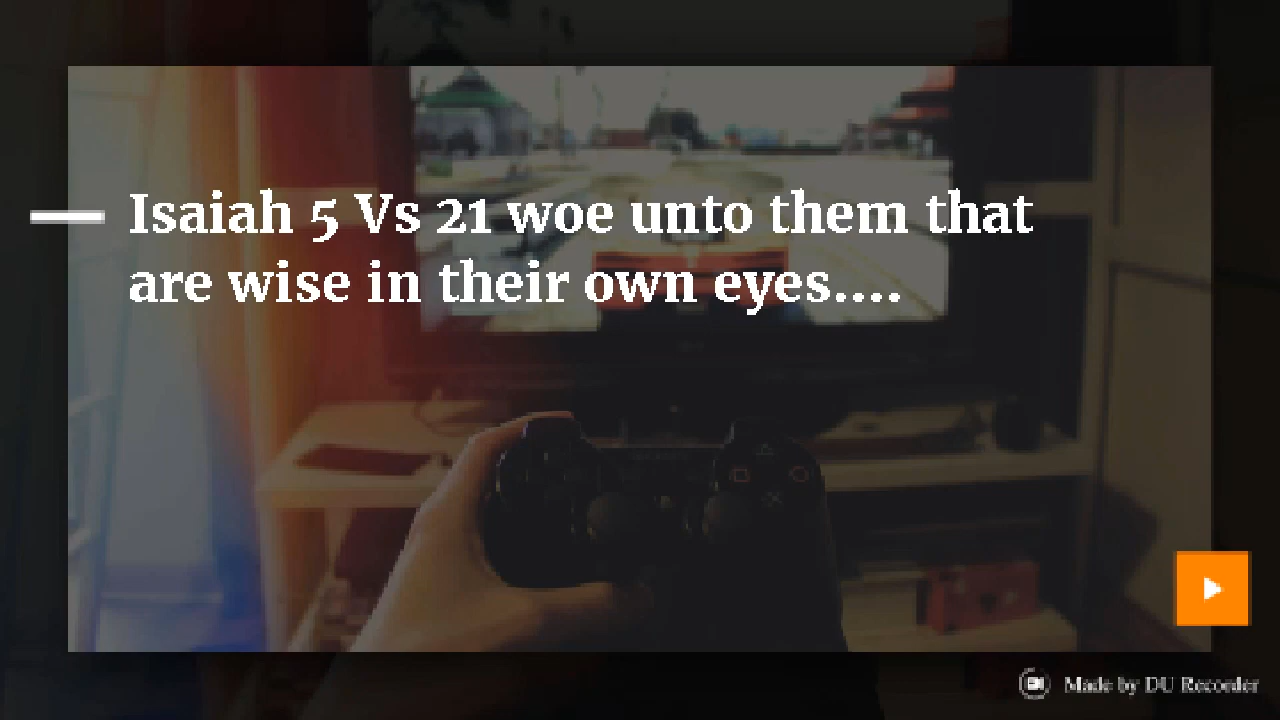 Isaiah 5 Vs 21 woe unto them that
are wise in their own eyes....
Made by DU Recorder